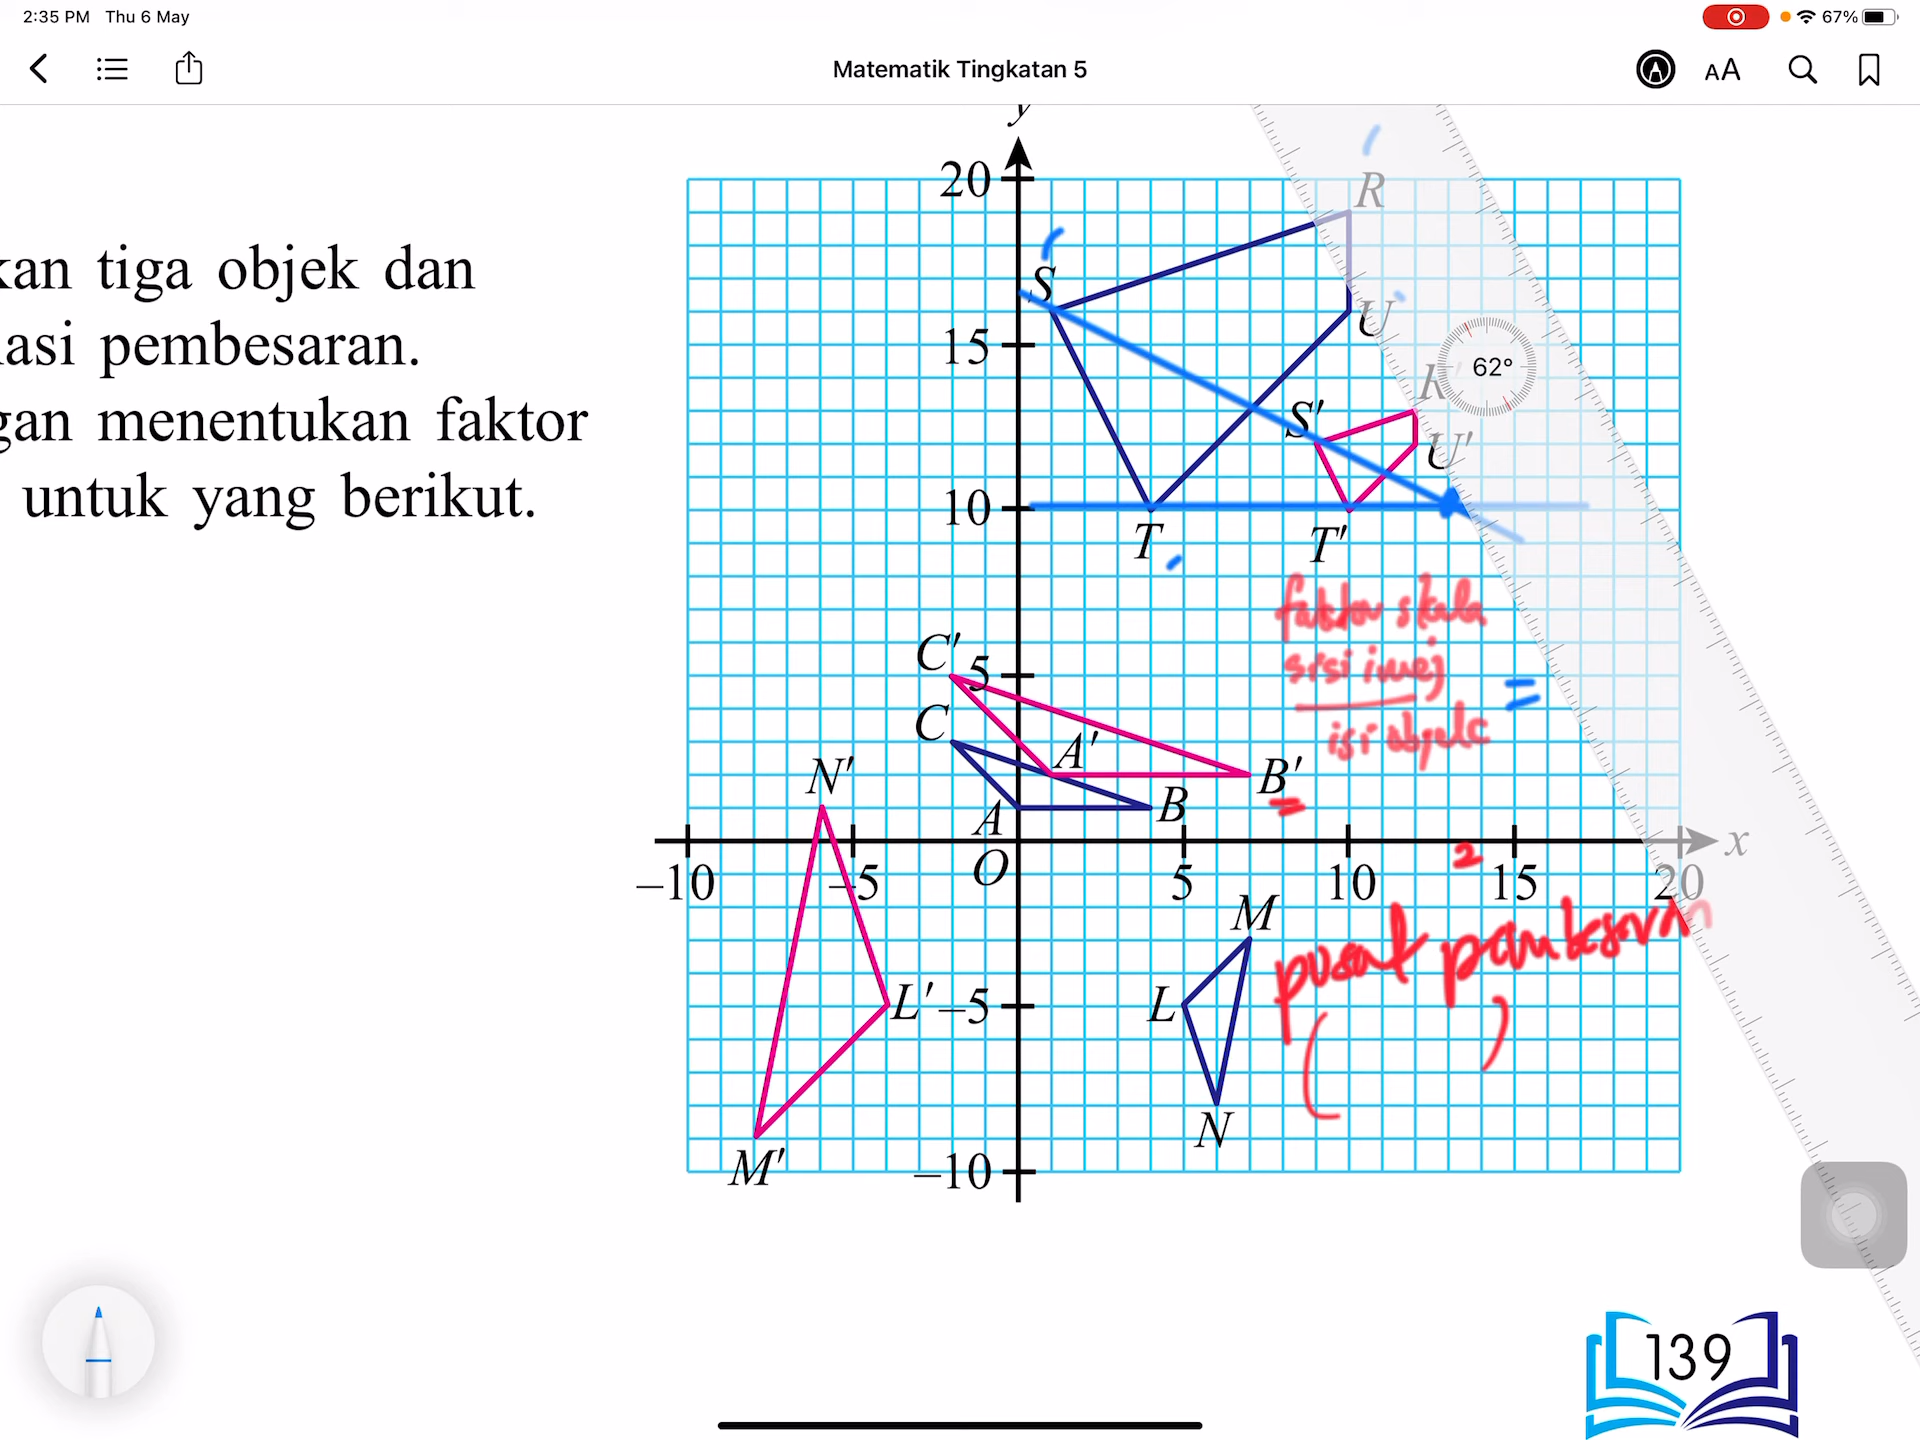 2:35 PM Thu 6 May
67%
Matematik Tingkatan 5
AA
kan tiga objek dan
asi pembesaran.
gan menentukan faktor
untuk yang berikut.
y
20
R
S
15
U
62°
S′
U′
10
T
T′
faktor skala
sisi imej
=
isi objek
C′
5
C
A′
N′
B′
=
A
B
O
x
–10
–5
5
10
2
15
20
M
pusat pembesaran
(
)
L′
–5
L
N
M′
–10
139